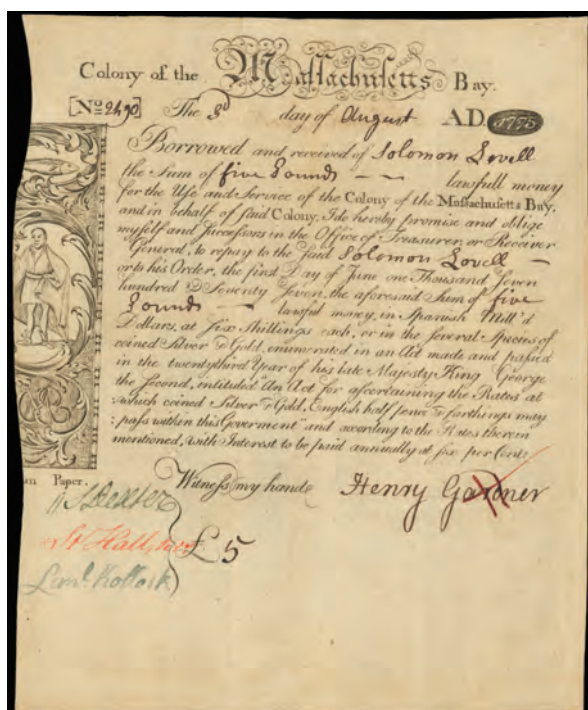 Colony of the Massachusetts Bay.
[No 2490] The 3d day of August A.D. 1775
Borrowed and received of Solomon Lovell
the Sum of five Pounds - - - lawfull money
for the Use and Service of the Colony of the Massachusetts Bay.
and in behalf of said Colony. I do hereby promise and oblige
myself and Successors in the Office of Treasurer, or Receiver
General, to repay to the said Solomon Lovell -
or to his Order, the first Day of June one Thousand Seven
hundred & Seventy Seven, the aforesaid Sum of five
Pounds - lawful money, in Spanish Mill'd
Dollars, at six Shillings each, or in the several Species of
coined Silver & Gold, enumerated in an Act made and passed
in the twentythird Year of his late Majesty King George
the second, intituled "An Act for ascertaining the Rates at
:which coined Silver & Gold, English half pence & farthings may
:pass within this Goverment" and according to the Rates therein
mentioned, with Interest to be paid annually at six per Cent.
Paper.
Witness my hand Henry Gardner
S Dexter
£5